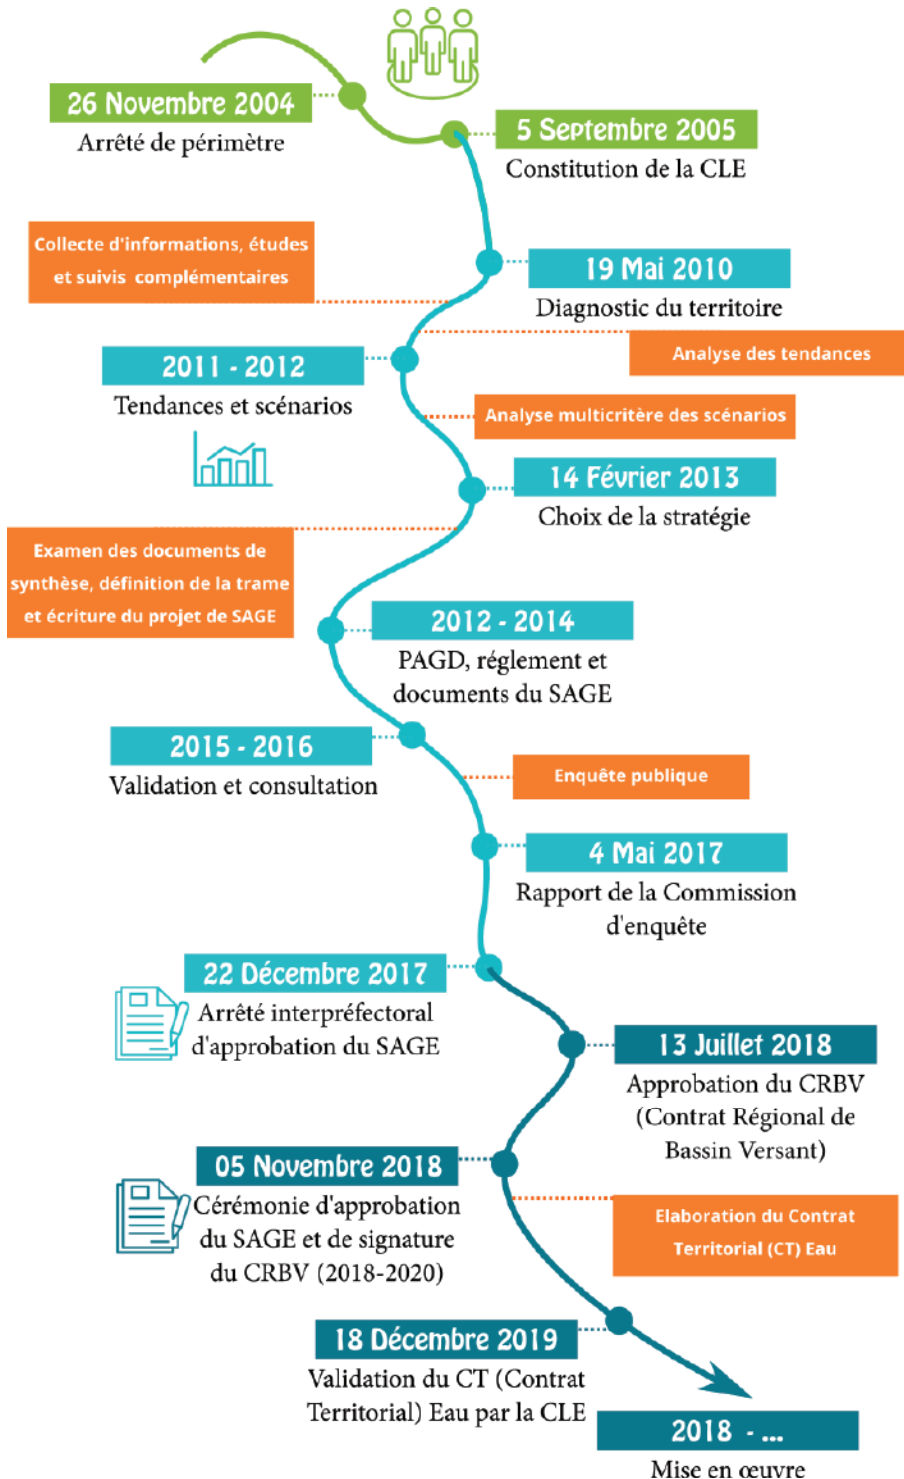 26 Novembre 2004
Arrêté de périmètre
5 Septembre 2005
Constitution de la CLE
Collecte d'informations, études
et suivis complémentaires
19 Mai 2010
Diagnostic du territoire
Analyse des tendances
2011 - 2012
Tendances et scénarios
Analyse multicritère des scénarios
14 Février 2013
Choix de la stratégie
Examen des documents de
synthèse, définition de la trame
et écriture du projet de SAGE
2012 - 2014
PAGD, réglement et
documents du SAGE
2015 - 2016
Validation et consultation
Enquête publique
4 Mai 2017
Rapport de la Commission
d'enquête
22 Décembre 2017
Arrêté interpréfectoral
d'approbation du SAGE
13 Juillet 2018
Approbation du CRBV
(Contrat Régional de
Bassin Versant)
05 Novembre 2018
Cérémonie d'approbation
du SAGE et de signature
du CRBV (2018-2020)
Elaboration du Contrat
Territorial (CT) Eau
18 Décembre 2019
Validation du CT (Contrat
Territorial) Eau par la CLE
2018 - ...
Mise en œuvre